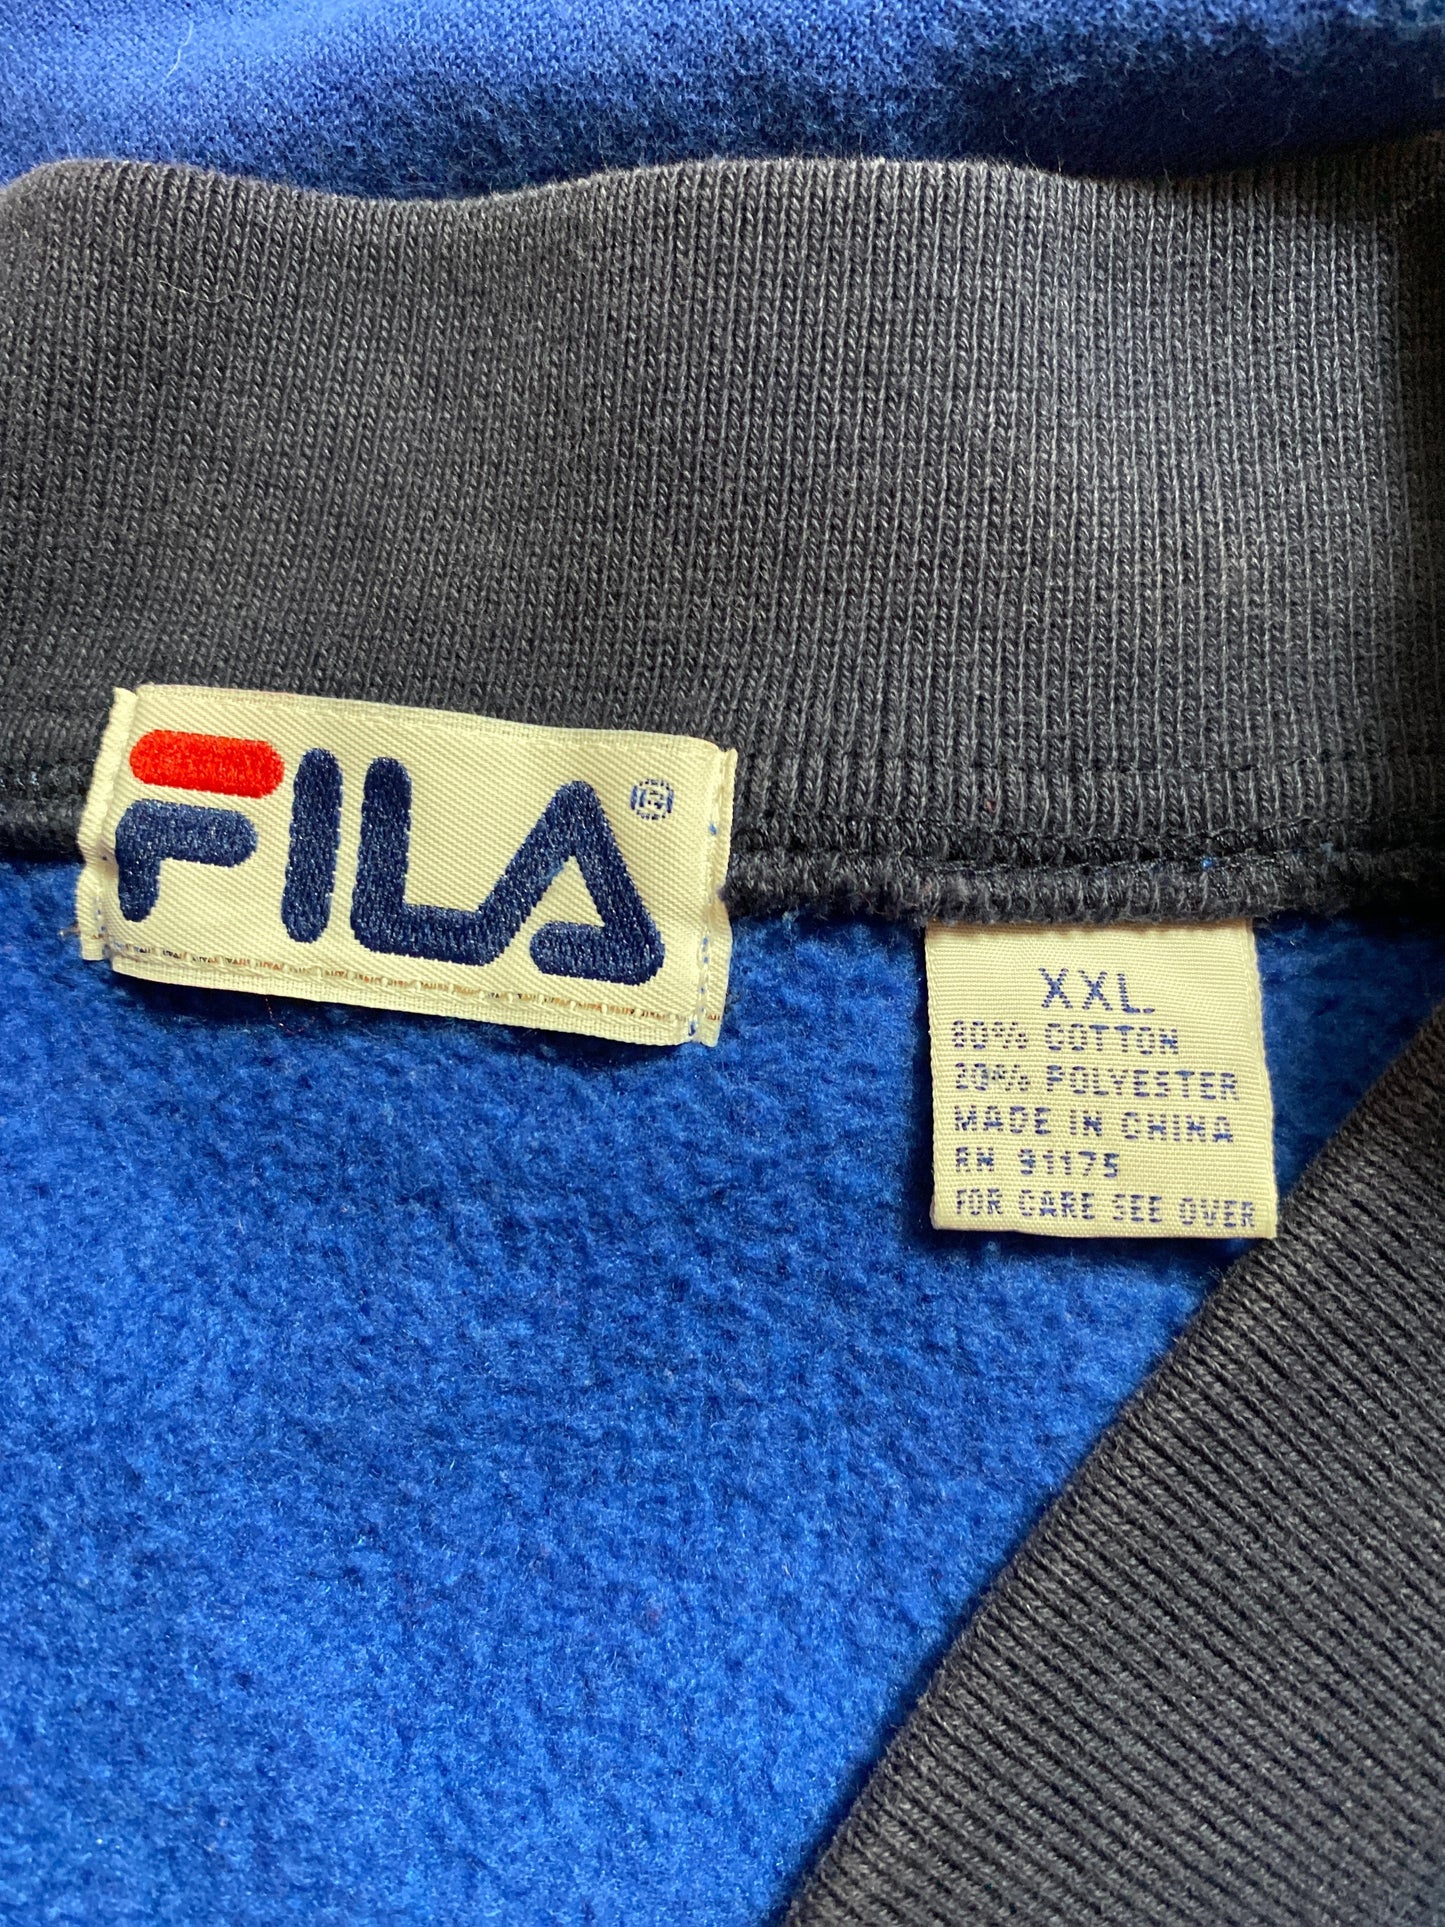 FILA ®
XXL
80% COTTON
20% POLYESTER
MADE IN CHINA
RN 91175
FOR CARE SEE OVER